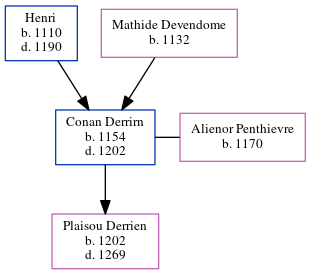 Henri
b. 1110
d. 1190
Mathide Devendome
b. 1132
Conan Derrim
b. 1154
d. 1202
Alienor Penthievre
b. 1170
Plaisou Derrien
b. 1202
d. 1269